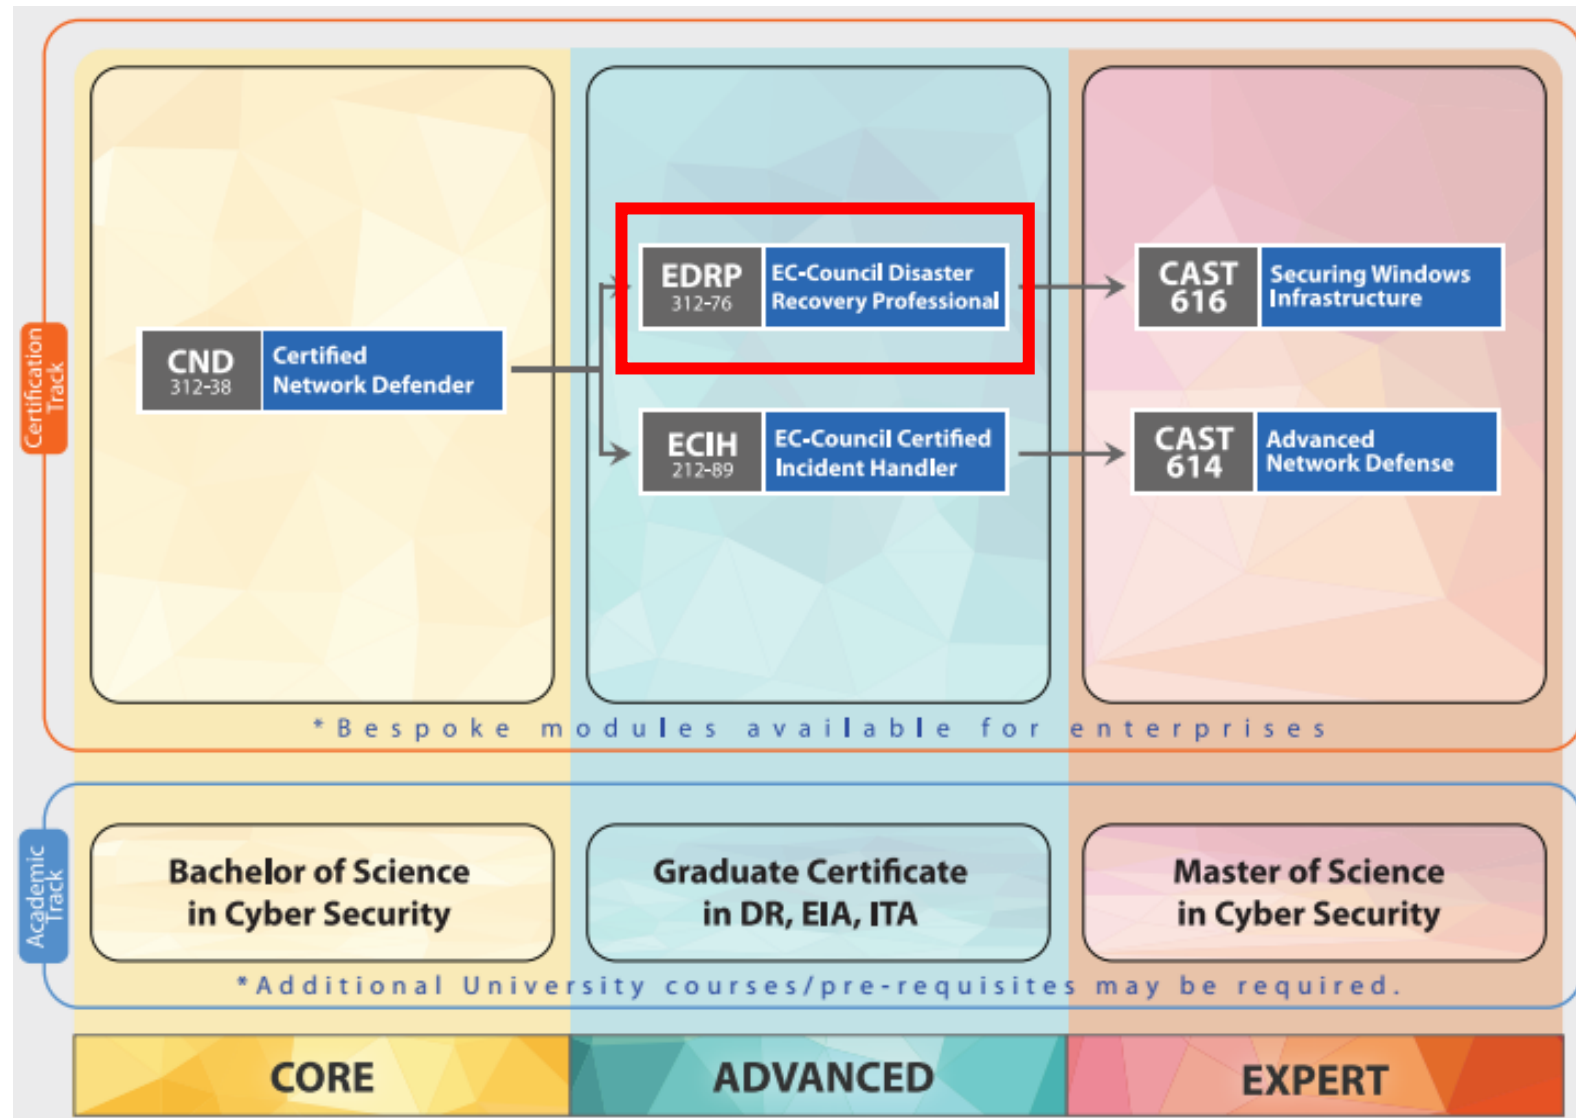 Certification
Track
CND
312-38
Certified
Network Defender
EDRP
312-76
EC-Council Disaster
Recovery Professional
ECIH
212-89
EC-Council Certified
Incident Handler
CAST
616
Securing Windows
Infrastructure
CAST
614
Advanced
Network Defense
*Bespoke modules available for enterprises
Academic
Track
Bachelor of Science
in Cyber Security
Graduate Certificate
in DR, EIA, ITA
Master of Science
in Cyber Security
*Additional University courses/pre-requisites may be required.
CORE
ADVANCED
EXPERT